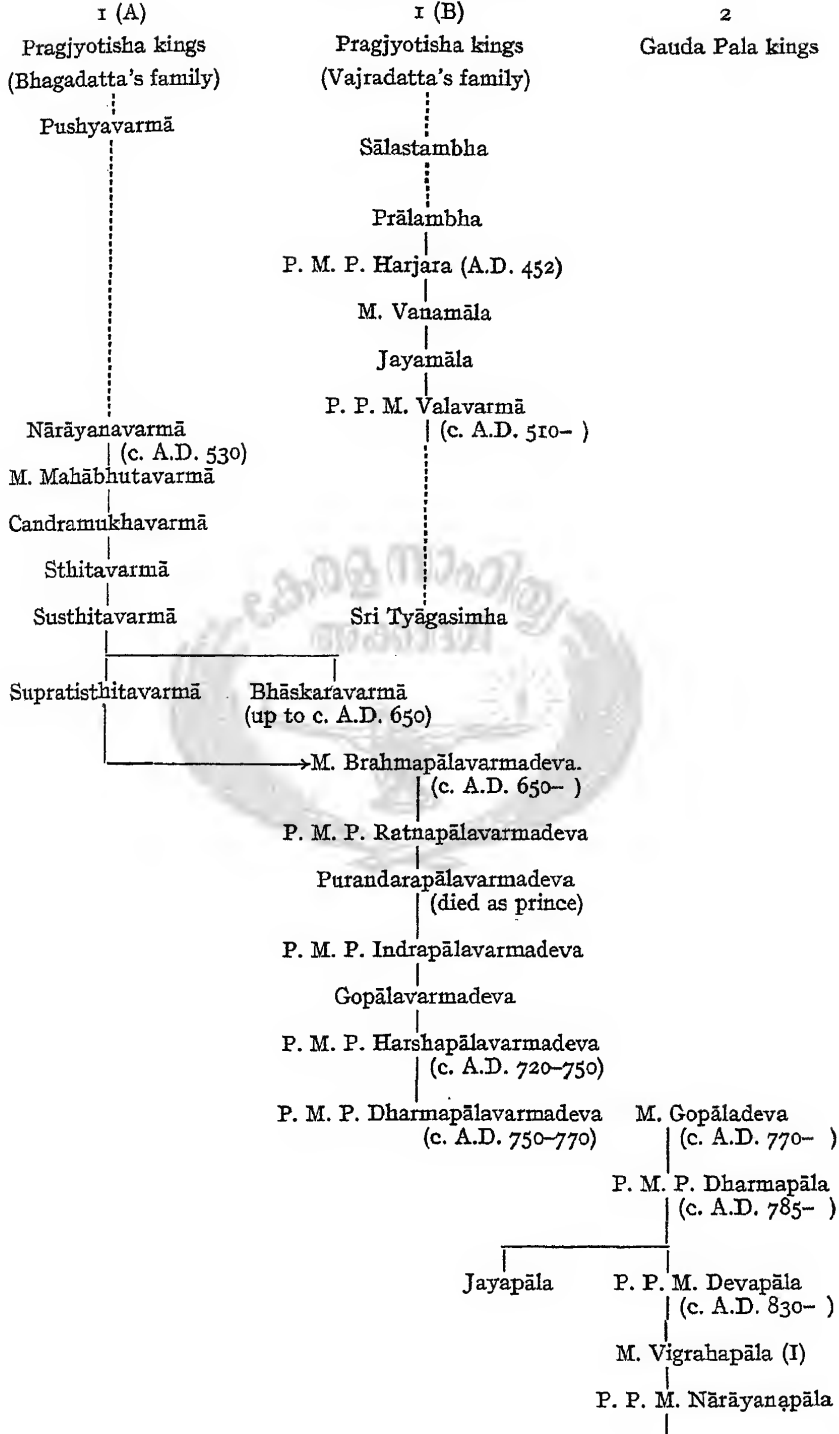 1 (A)
Pragjyotisha kings
(Bhagadatta's family)
Pushyavarmā
Nārāyanavarmā
(c. A.D. 530)
M. Mahābhutavarmā
Candramukhavarmā
Sthitavarmā
Susthitavarmā
Supratisthitavarmā
Bhāskaravarmā
(up to c. A.D. 650)
1 (B)
Pragjyotisha kings
(Vajradatta's family)
Sālastambha
Prālambha
P. M. P. Harjara (A.D. 452)
M. Vanamāla
Jayamāla
P. P. M. Valavarmā
(c. A.D. 510– )
Sri Tyāgasimha
M. Brahmapālavarmadeva.
(c. A.D. 650– )
P. M. P. Ratnapālavarmadeva
Purandarapālavarmadeva
(died as prince)
P. M. P. Indrapālavarmadeva
Gopālavarmadeva
P. M. P. Harshapālavarmadeva
(c. A.D. 720–750)
P. M. P. Dharmapālavarmadeva
(c. A.D. 750–770)
2
Gauda Pala kings
M. Gopāladeva
(c. A.D. 770– )
P. M. P. Dharmapāla
(c. A.D. 785– )
Jayapāla
P. P. M. Devapāla
(c. A.D. 830– )
M. Vigrahapāla (I)
P. P. M. Nārāyaṇapāla
കേരള സാഹിത്യ